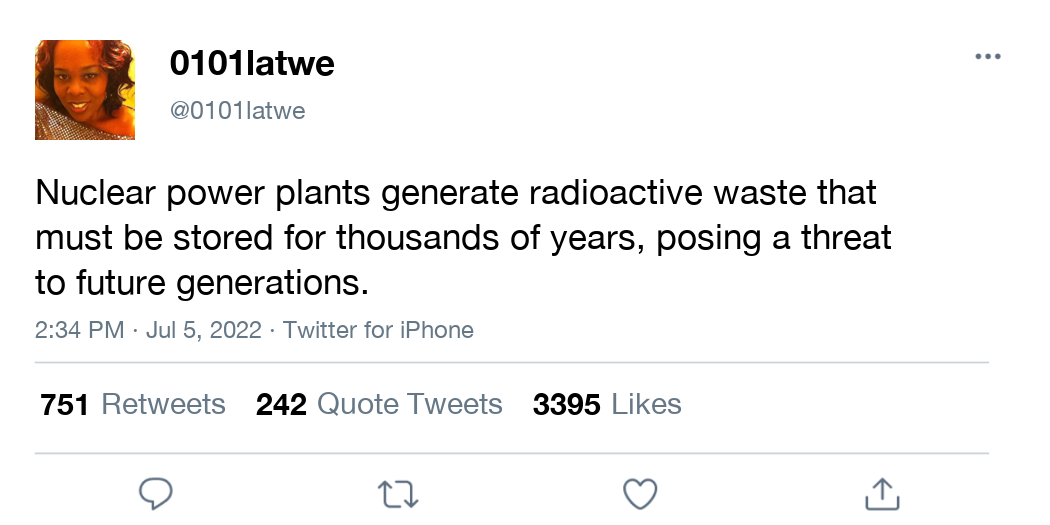 0101latwe
@0101latwe
Nuclear power plants generate radioactive waste that
must be stored for thousands of years, posing a threat
to future generations.
2:34 PM · Jul 5, 2022 · Twitter for iPhone
751 Retweets 242 Quote Tweets 3395 Likes